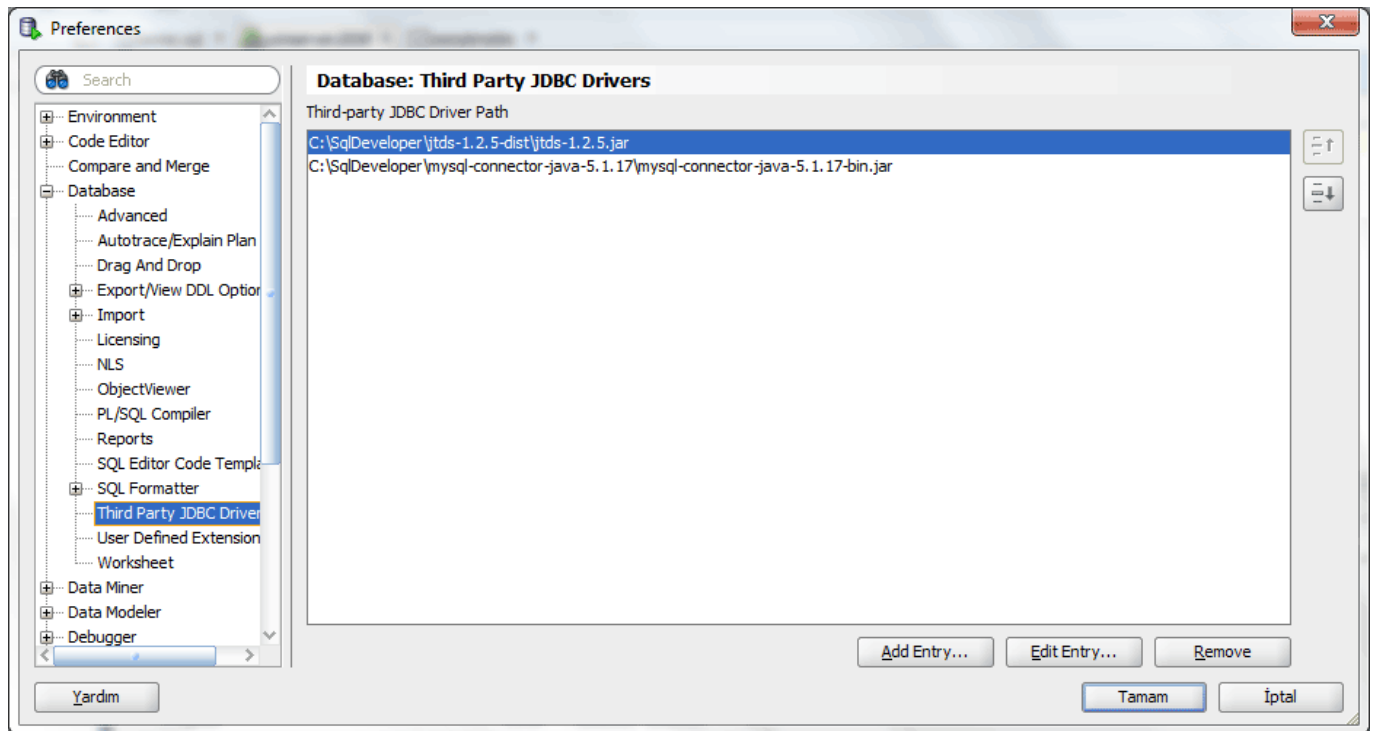 Preferences
Search
Environment
Code Editor
Compare and Merge
Database
Advanced
Autotrace/Explain Plan
Drag And Drop
Export/View DDL Option
Import
Licensing
NLS
ObjectViewer
PL/SQL Compiler
Reports
SQL Editor Code Templa
SQL Formatter
Third Party JDBC Driver
User Defined Extension
Worksheet
Data Miner
Data Modeler
Debugger
Database: Third Party JDBC Drivers
Third-party JDBC Driver Path
C:\SqlDeveloper\jtds-1.2.5-dist\jtds-1.2.5.jar
C:\SqlDeveloper\mysql-connector-java-5.1.17\mysql-connector-java-5.1.17-bin.jar
Add Entry... Edit Entry... Remove
Yardım Tamam İptal